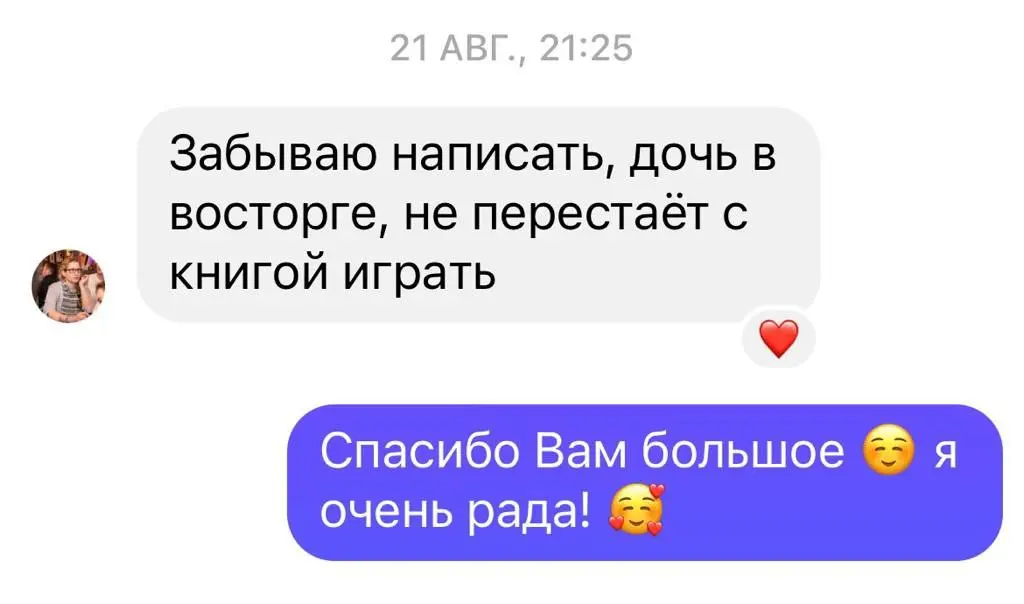 21 АВГ., 21:25
Забываю написать, дочь в
восторге, не перестаёт с
книгой играть
Спасибо Вам большое ☺️ я
очень рада! 🥰